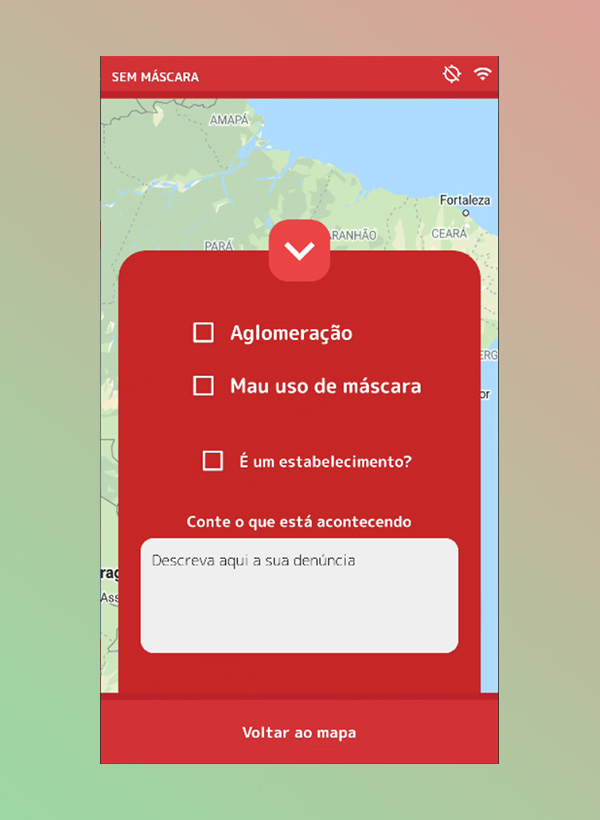 SEM MÁSCARA
AMAPÁ
Fortaleza
PARÁ
ARANHÃO
CEARÁ
Aglomeração
ERG
Mau uso de máscara
or
É um estabelecimento?
Conte o que está acontecendo
Descreva aqui a sua denúncia
rag
Ass
Voltar ao mapa